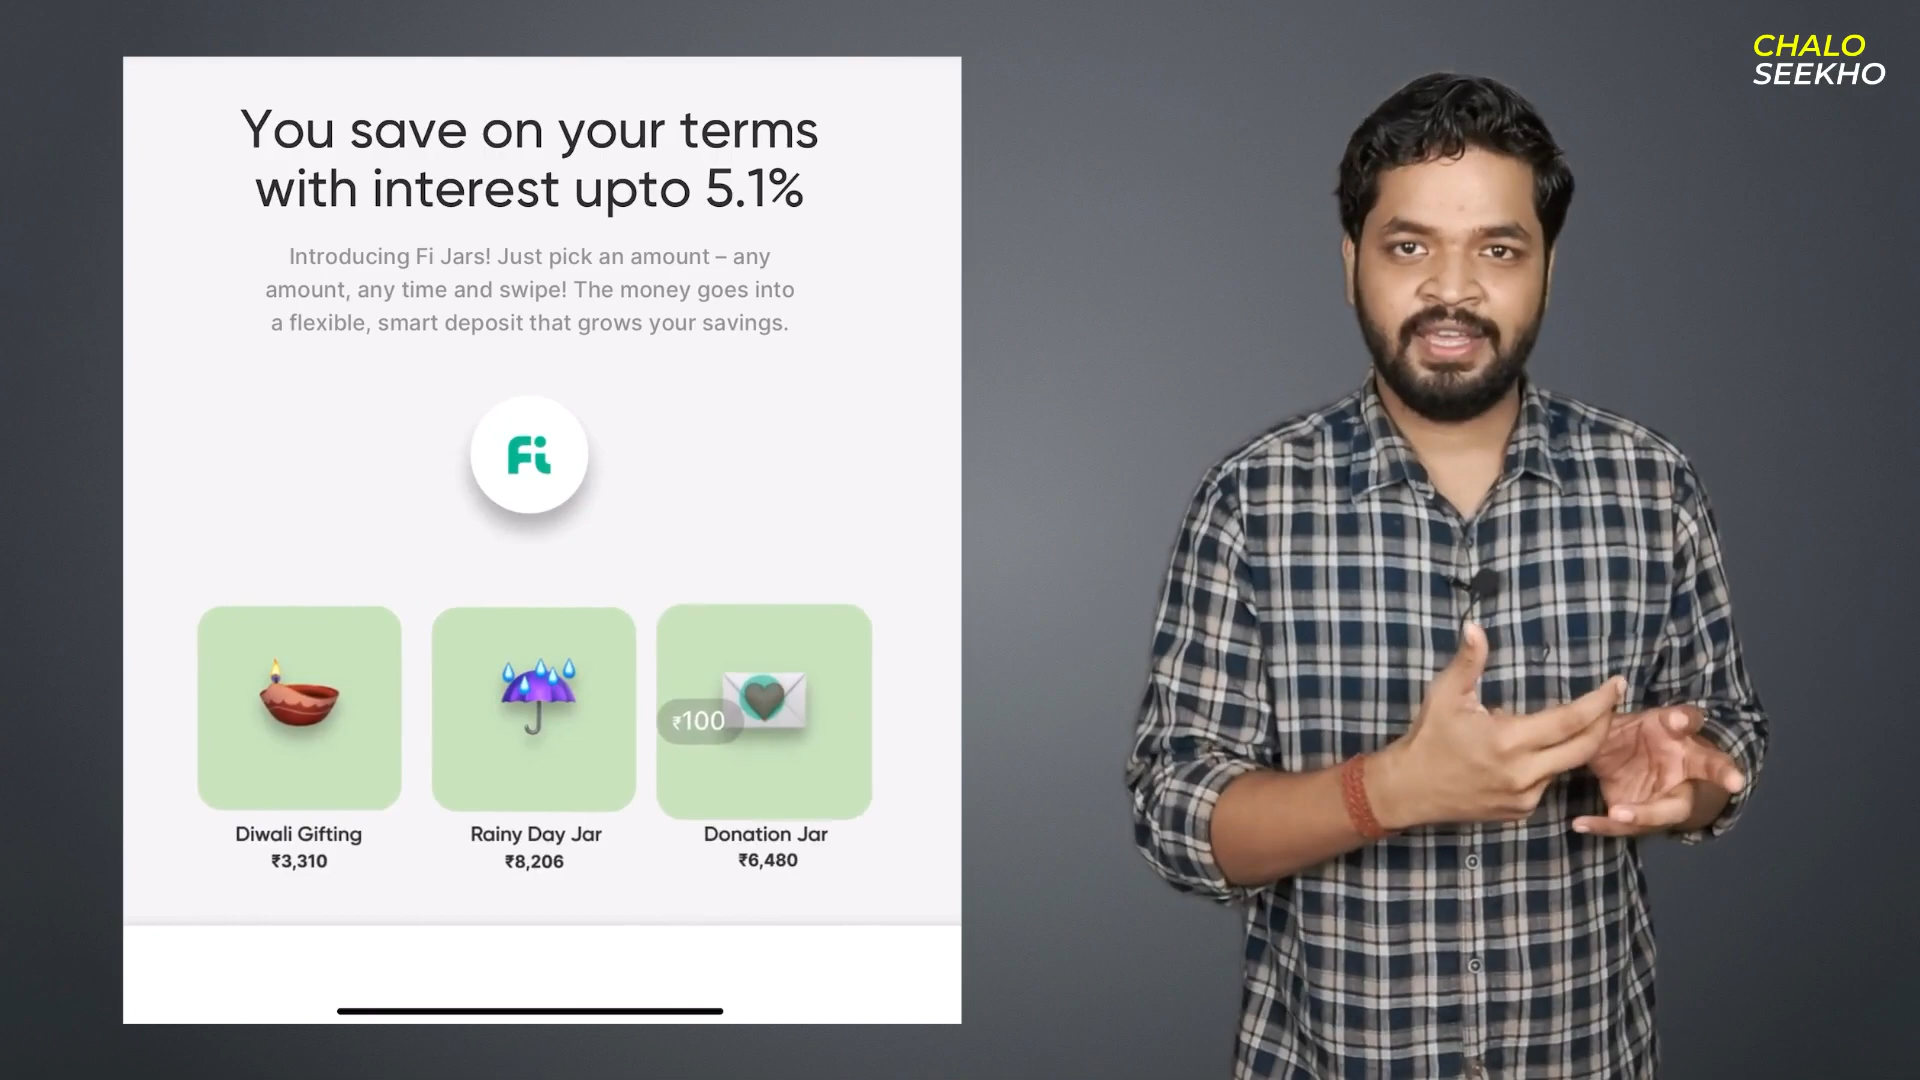 CHALO
SEEKHO
You save on your terms
with interest upto 5.1%
Introducing Fi Jars! Just pick an amount – any
amount, any time and swipe! The money goes into
a flexible, smart deposit that grows your savings.
Fi
₹100
Diwali Gifting
₹3,310
Rainy Day Jar
₹8,206
Donation Jar
₹6,480